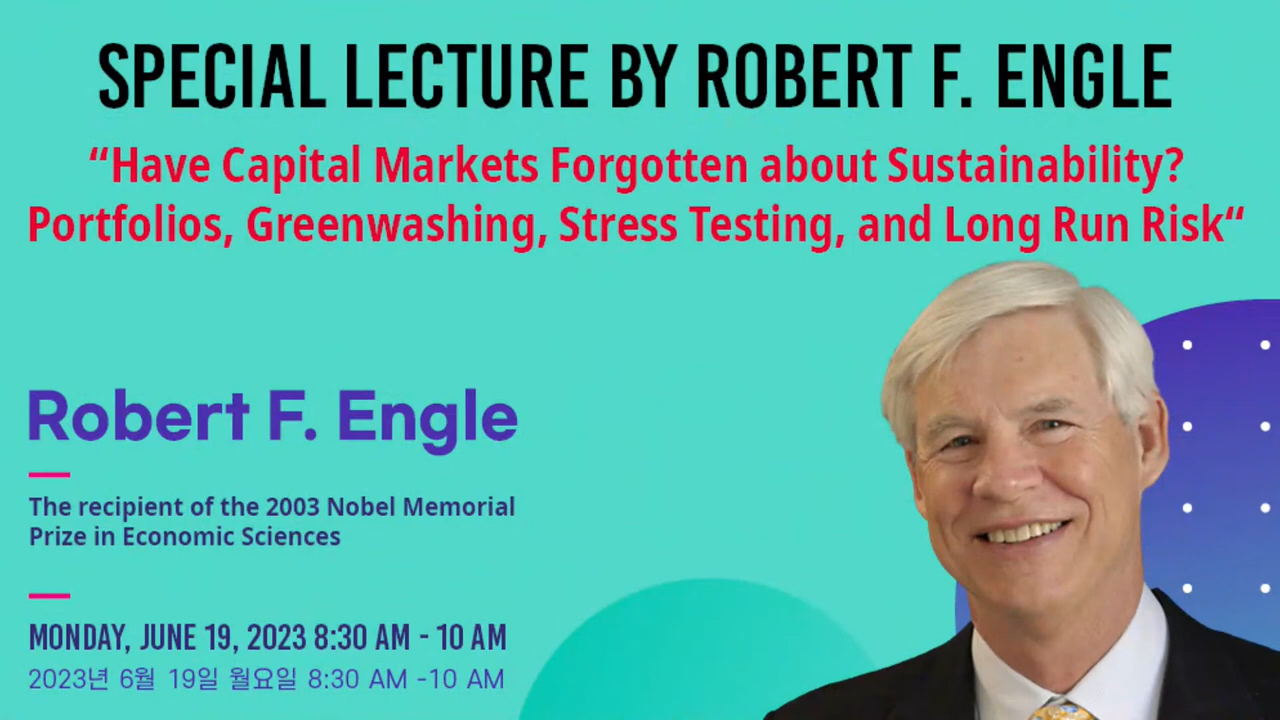 SPECIAL LECTURE BY ROBERT F. ENGLE
“Have Capital Markets Forgotten about Sustainability?
Portfolios, Greenwashing, Stress Testing, and Long Run Risk“
Robert F. Engle
The recipient of the 2003 Nobel Memorial
Prize in Economic Sciences
MONDAY, JUNE 19, 2023 8:30 AM - 10 AM
2023년 6월 19일 월요일 8:30 AM -10 AM